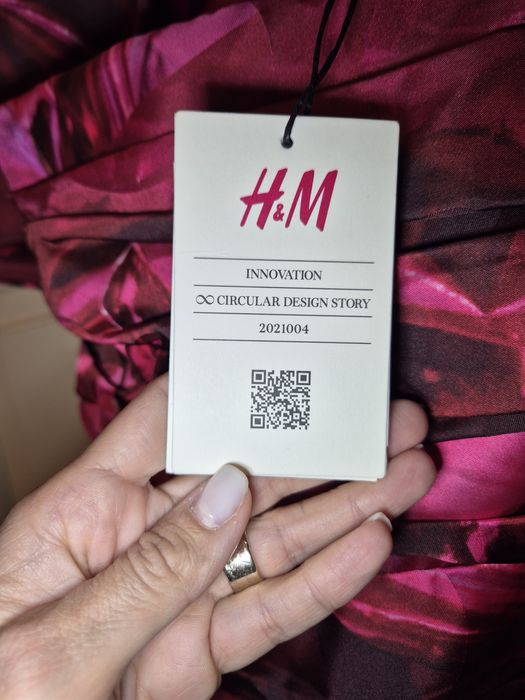 H&M
INNOVATION
∞ CIRCULAR DESIGN STORY
2021004